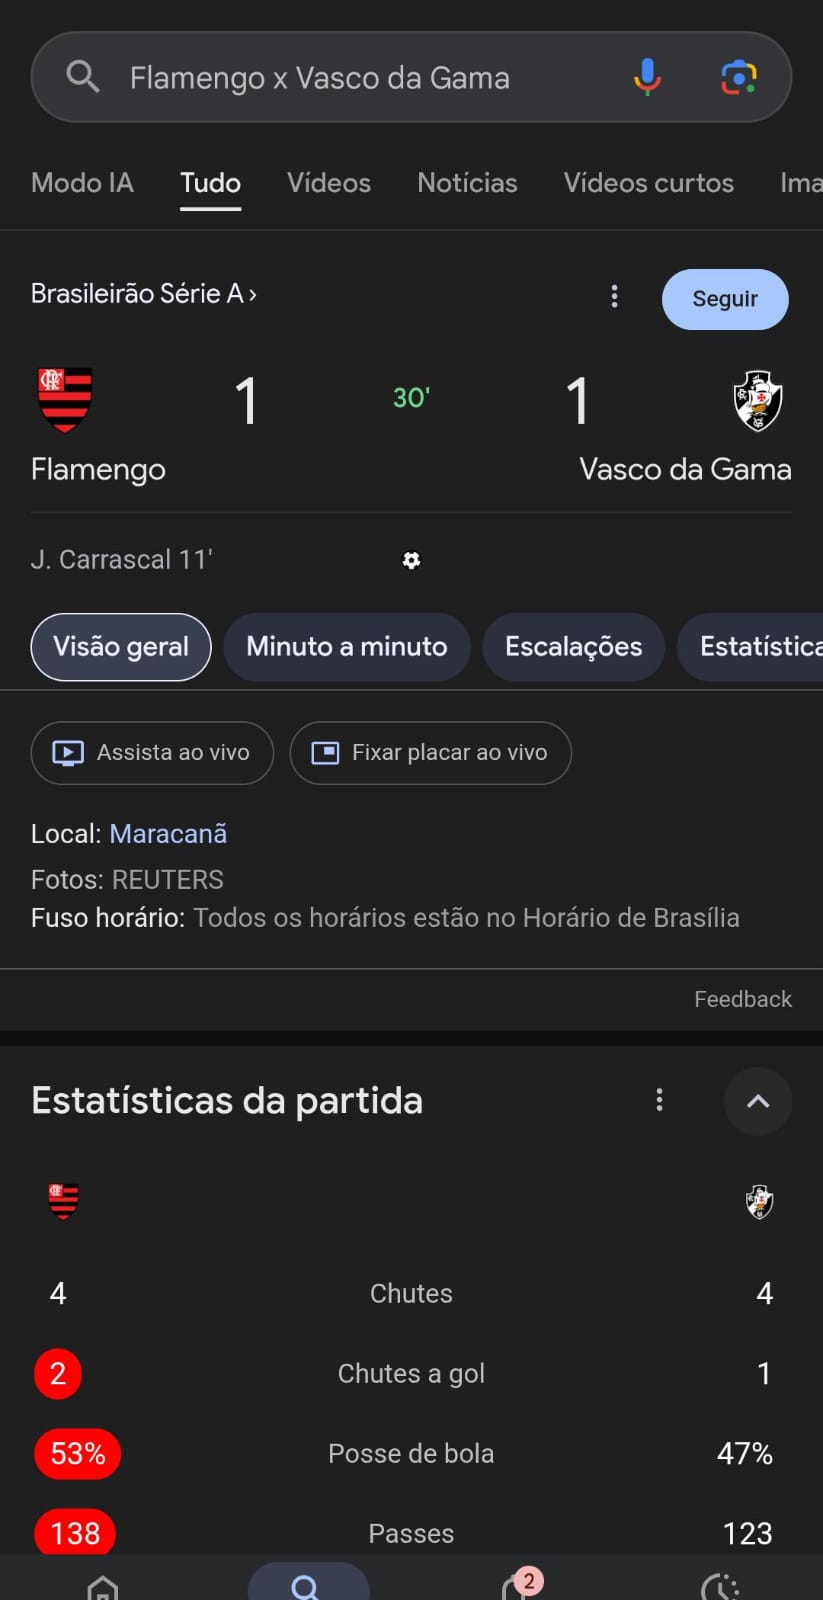 Flamengo x Vasco da Gama
Modo IA Tudo Vídeos Notícias Vídeos curtos Ima
Brasileirão Série A ›
Seguir
1 30' 1
Flamengo Vasco da Gama
J. Carrascal 11'
Visão geral Minuto a minuto Escalações Estatística
Assista ao vivo Fixar placar ao vivo
Local: Maracanã
Fotos: REUTERS
Fuso horário: Todos os horários estão no Horário de Brasília
Feedback
Estatísticas da partida
4 Chutes 4
2 Chutes a gol 1
53% Posse de bola 47%
138 Passes 123
2